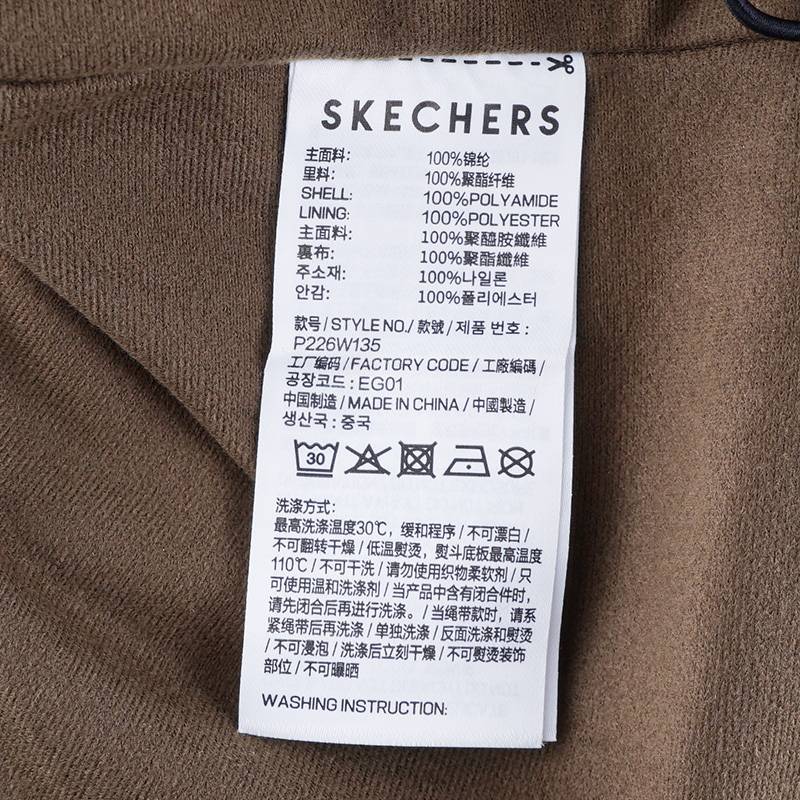 SKECHERS
主面料: 100%锦纶
里料: 100%聚酯纤维
SHELL: 100%POLYAMIDE
LINING: 100%POLYESTER
主面料: 100%聚醯胺纖維
裏布: 100%聚酯纖維
주소재: 100%나일론
안감: 100%폴리에스터
款号/STYLE NO./款號/제품 번호:
P226W135
工厂编码/FACTORY CODE/工廠編碼/
공장코드:EG01
中国制造/MADE IN CHINA/中國製造/
생산국:중국
30
洗涤方式:
最高洗涤温度30℃，缓和程序/不可漂白/
不可翻转干燥/低温熨烫，熨斗底板最高温度
110℃/不可干洗/请勿使用织物柔软剂/只
可使用温和洗涤剂/当产品中含有闭合件时，
请先闭合后再进行洗涤。/当绳带款时，请系
紧绳带后再洗涤/单独洗涤/反面洗涤和熨烫
/不可浸泡/洗涤后立刻干燥/不可熨烫装饰
部位/不可曝晒
WASHING INSTRUCTION: